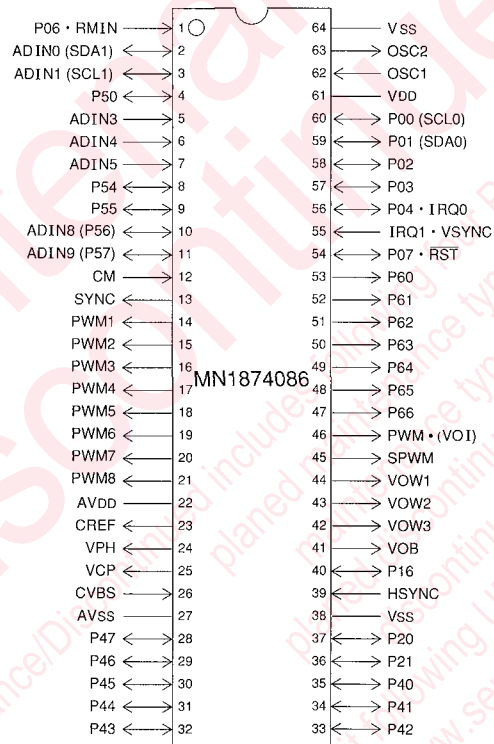 P06 · RMIN 1 64 VSS
ADIN0 (SDA1) 2 63 OSC2
ADIN1 (SCL1) 3 62 OSC1
P50 4 61 VDD
ADIN3 5 60 P00 (SCL0)
ADIN4 6 59 P01 (SDA0)
ADIN5 7 58 P02
P54 8 57 P03
P55 9 56 P04 · IRQ0
ADIN8 (P56) 10 55 IRQ1 · VSYNC
ADIN9 (P57) 11 54 P07 · RST
CM 12 53 P60
SYNC 13 52 P61
PWM1 14 51 P62
PWM2 15 50 P63
PWM3 16 49 P64
MN1874086
PWM4 17 48 P65
PWM5 18 47 P66
PWM6 19 46 PWM · (VOI)
PWM7 20 45 SPWM
PWM8 21 44 VOW1
AVDD 22 43 VOW2
CREF 23 42 VOW3
VPH 24 41 VOB
VCP 25 40 P16
CVBS 26 39 HSYNC
AVSS 27 38 VSS
P47 28 37 P20
P46 29 36 P21
P45 30 35 P40
P44 31 34 P41
P43 32 33 P42